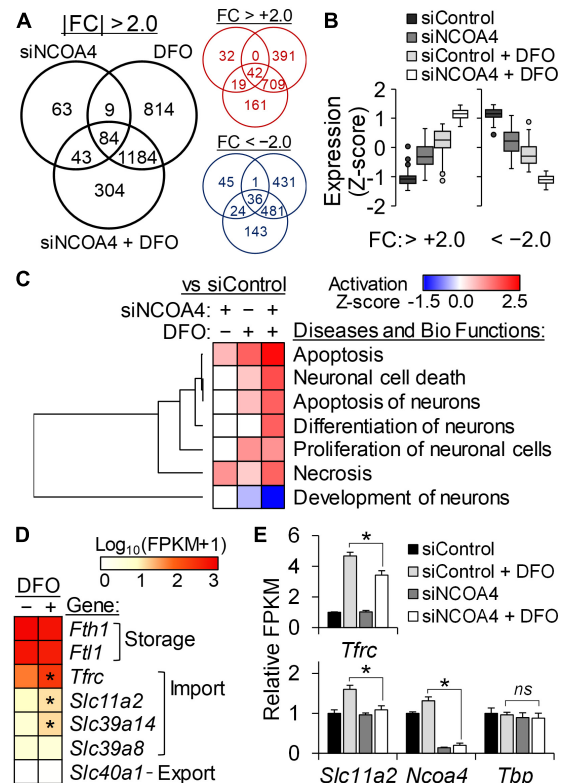 A
|FC| > 2.0
siNCOA4
DFO
63
9
814
84
43
1184
304
siNCOA4 + DFO
FC > +2.0
32
0
391
42
19
709
161
FC < −2.0
45
1
431
36
24
481
143
B
siControl
siNCOA4
siControl + DFO
siNCOA4 + DFO
Expression
(Z-score)
2
1
0
-1
-2
FC: > +2.0 < −2.0
C
vs siControl
Activation
Z-score
-1.5 0.0 2.5
siNCOA4: + − +
DFO: − + +
Diseases and Bio Functions:
Apoptosis
Neuronal cell death
Apoptosis of neurons
Differentiation of neurons
Proliferation of neuronal cells
Necrosis
Development of neurons
D
Log10(FPKM+1)
0 1 2 3
DFO
− + Gene:
Fth1
Ftl1
Storage
Tfrc *
Slc11a2 *
Slc39a14 *
Slc39a8
Import
Slc40a1 - Export
E
Relative FPKM
6
4
2
0
*
Tfrc
siControl
siControl + DFO
siNCOA4
siNCOA4 + DFO
2
1
0
*
*
ns
Slc11a2 Ncoa4 Tbp